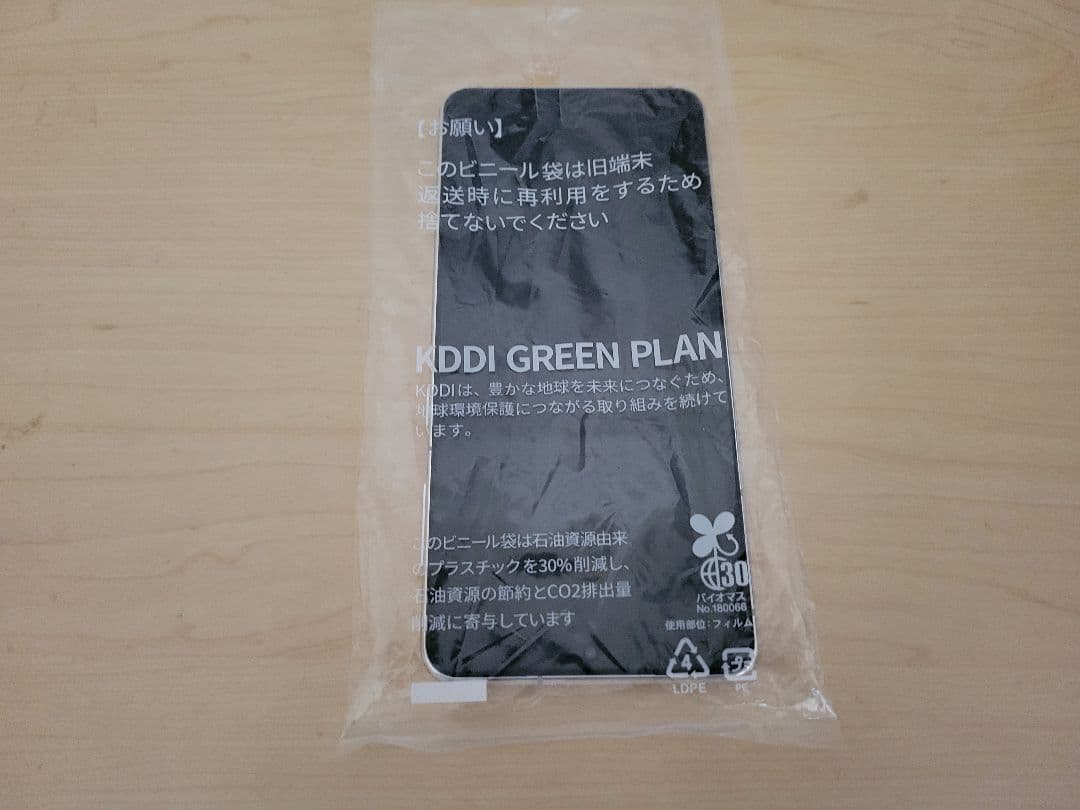 【お願い】
このビニール袋は旧端末
返送時に再利用をするため
捨てないでください
KDDI GREEN PLAN
KDDIは、豊かな地球を未来につなぐため、
地球環境保護につながる取り組みを続けて
います。
このビニール袋は石油資源由来
のプラスチックを30%削減し、
石油資源の節約とCO2排出量
削減に寄与しています
30
バイオマス
No.180066
使用部位:フィルム
4
LDPE
プラ
PE